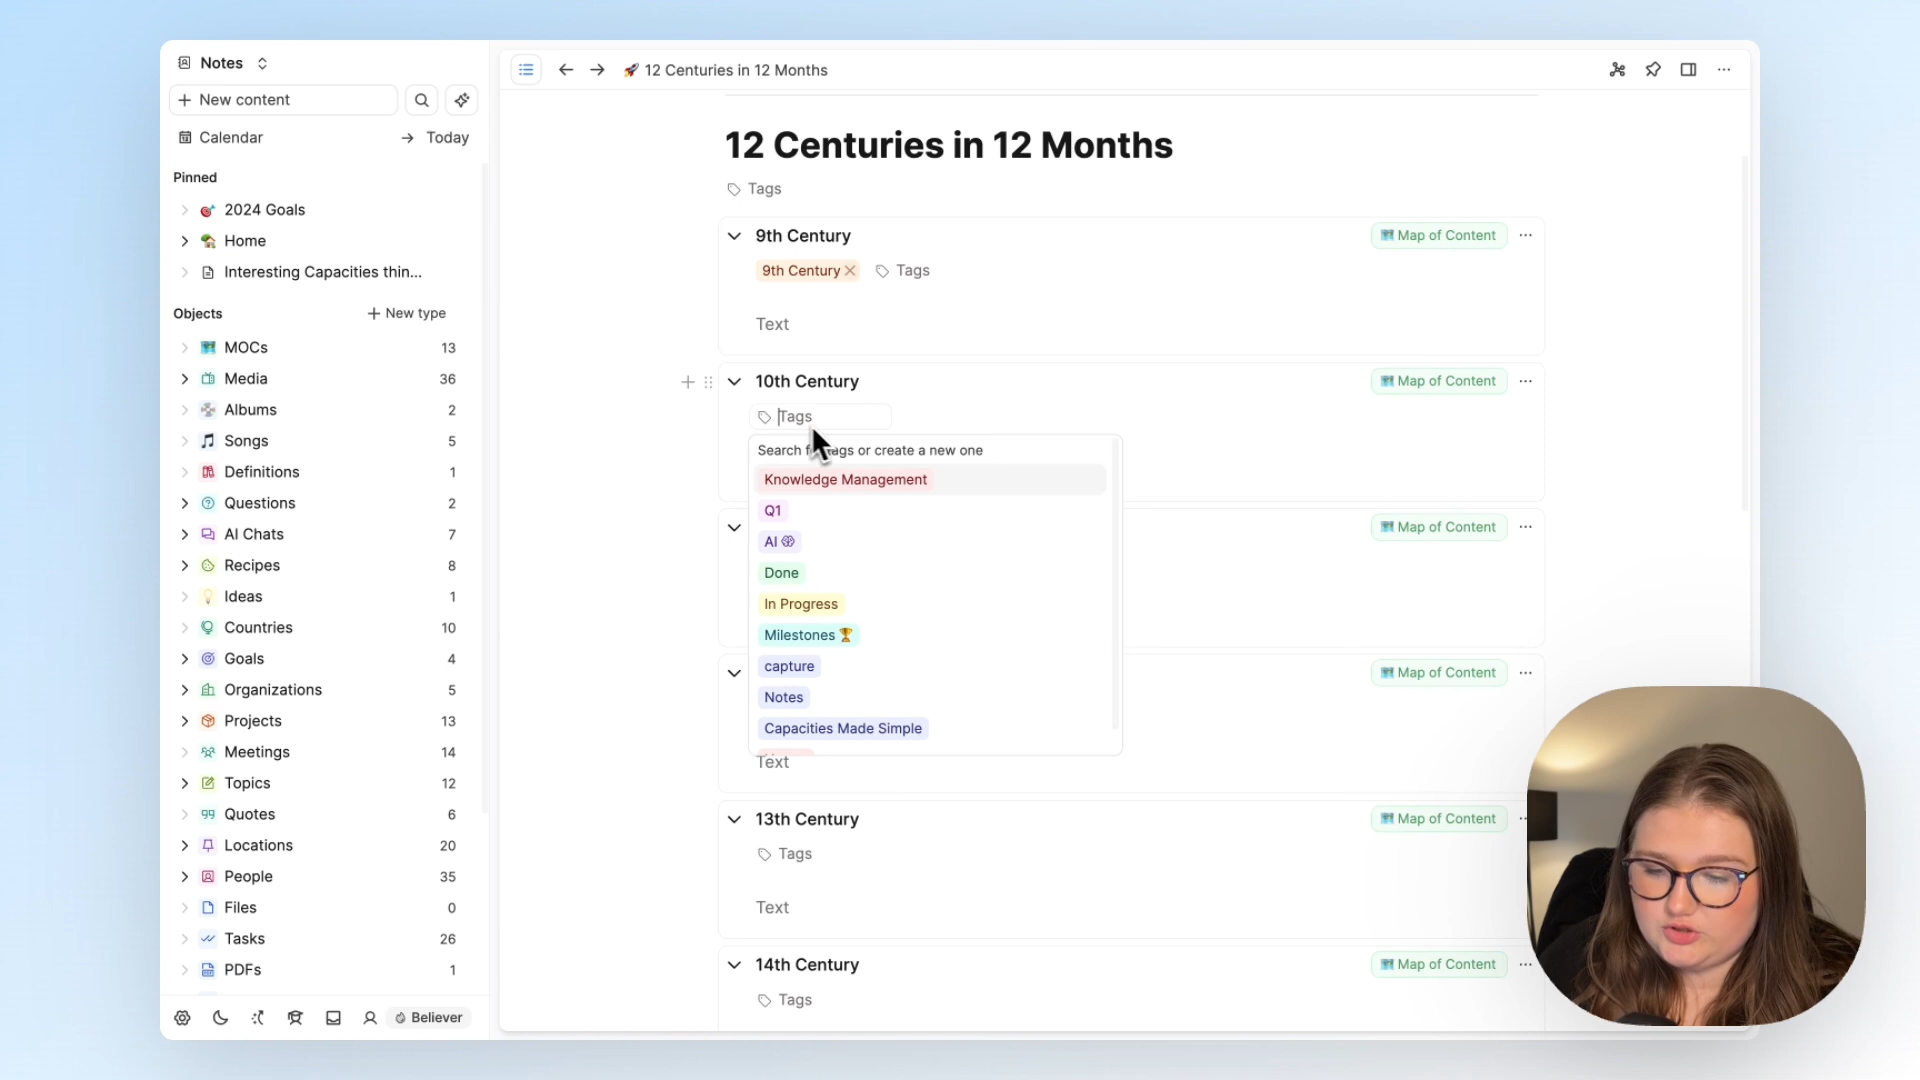 Notes
New content
Calendar
Today
Pinned
2024 Goals
Home
Interesting Capacities thin...
Objects
New type
MOCs 13
Media 36
Albums 2
Songs 5
Definitions 1
Questions 2
AI Chats 7
Recipes 8
Ideas 1
Countries 10
Goals 4
Organizations 5
Projects 13
Meetings 14
Topics 12
Quotes 6
Locations 20
People 35
Files 0
Tasks 26
PDFs 1
Believer
12 Centuries in 12 Months
12 Centuries in 12 Months
Tags
9th Century
Map of Content
9th Century
Tags
Text
10th Century
Map of Content
Tags
Search tags or create a new one
Knowledge Management
Q1
AI
Done
In Progress
Milestones 🏆
capture
Notes
Capacities Made Simple
Map of Content
Map of Content
Text
13th Century
Map of Content
Tags
Text
14th Century
Map of Content
Tags